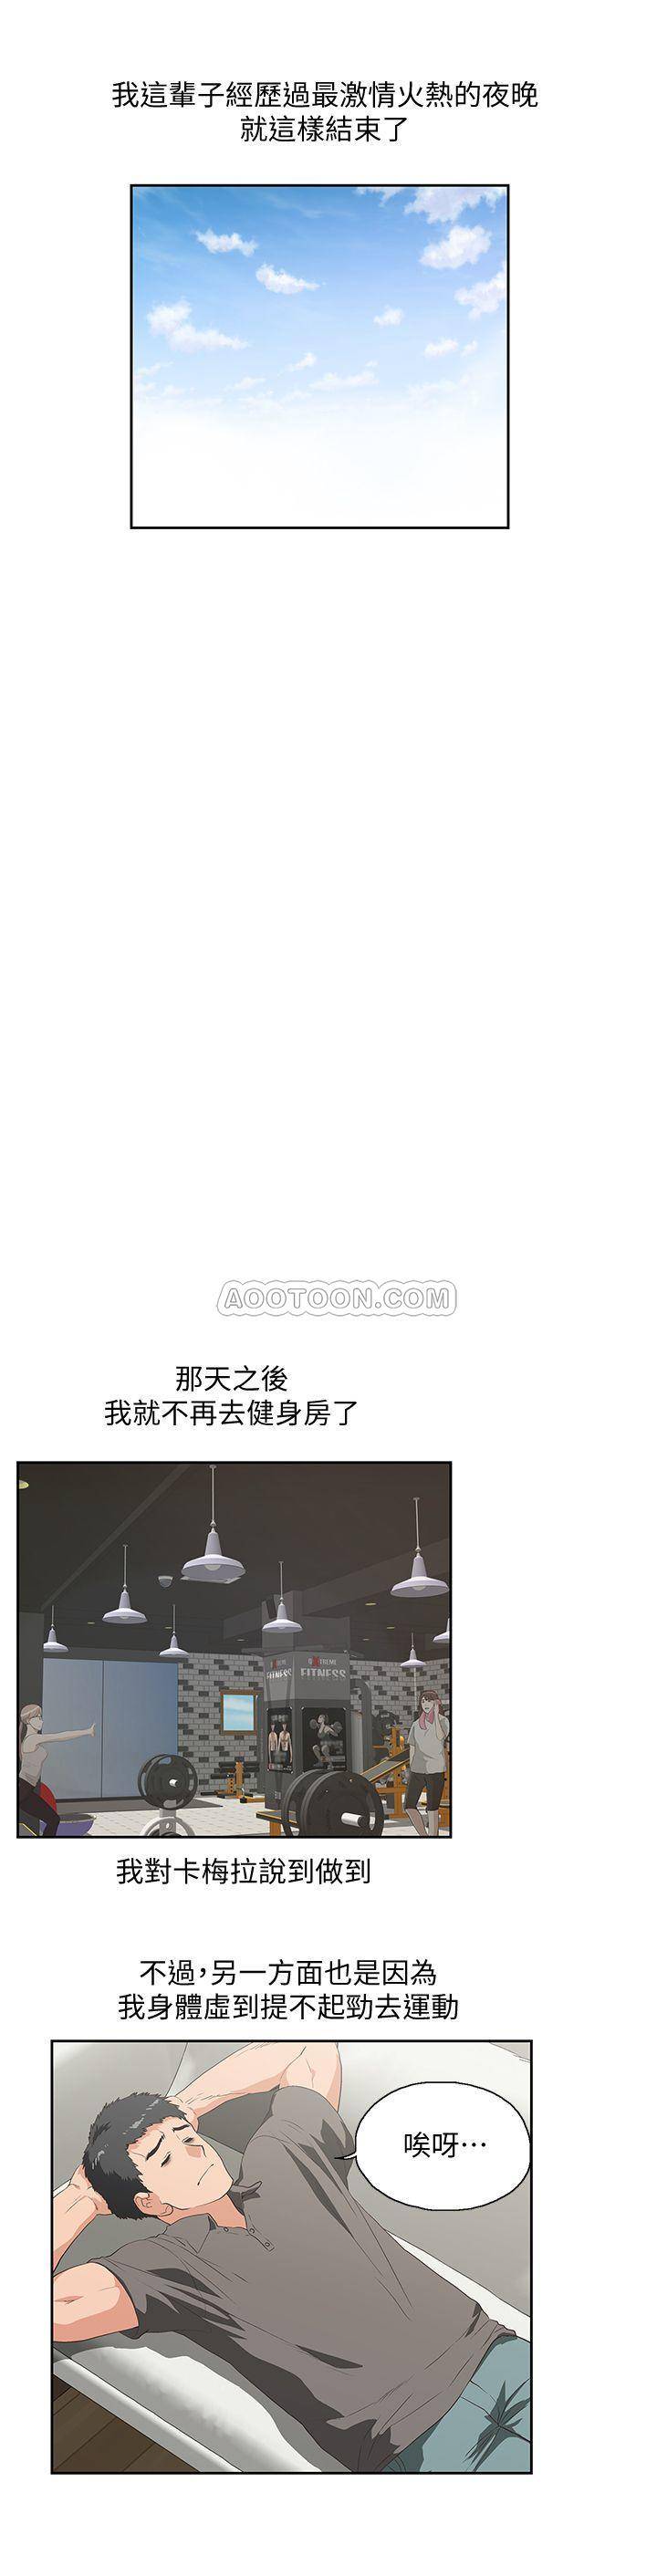 我這輩子經歷過最激情火熱的夜晚
就這樣結束了
AOOTOON.COM
那天之後
我就不再去健身房了
FITNESS
EXTREME
FITNESS
我對卡梅拉說到做到
不過，另一方面也是因為
我身體虛到提不起勁去運動
唉呀⋯